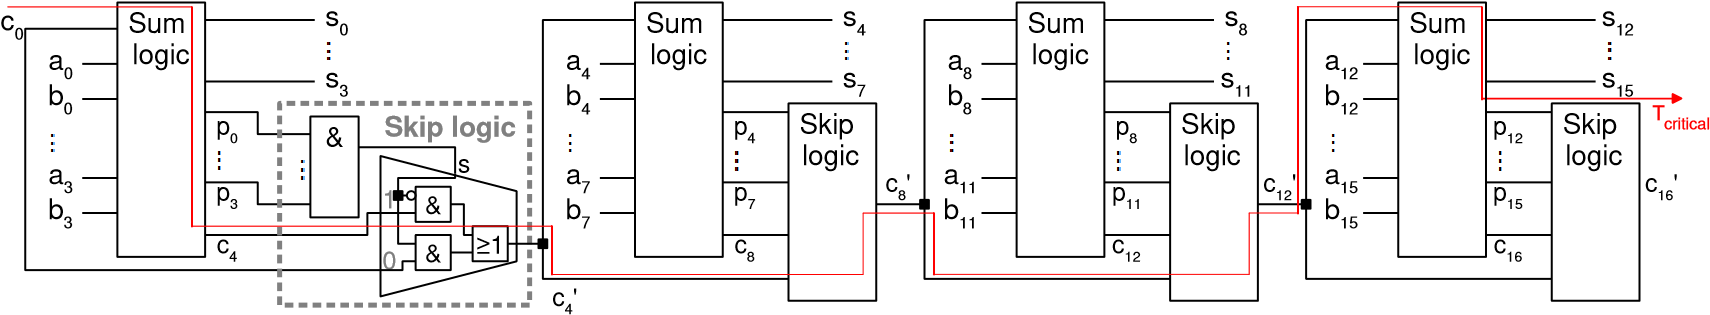 c0
a0
b0
⋮
a3
b3
Sum
logic
s0
⋮
s3
p0
⋮
p3
c4
Skip logic
&
⋮
s
1
&
0
&
≥1
c4'
a4
b4
⋮
a7
b7
Sum
logic
s4
⋮
s7
p4
⋮
p7
c8
Skip
logic
c8'
a8
b8
⋮
a11
b11
Sum
logic
s8
⋮
s11
p8
⋮
p11
c12
Skip
logic
c12'
a12
b12
⋮
a15
b15
Sum
logic
s12
⋮
s15
Tcritical
p12
⋮
p15
c16
Skip
logic
c16'